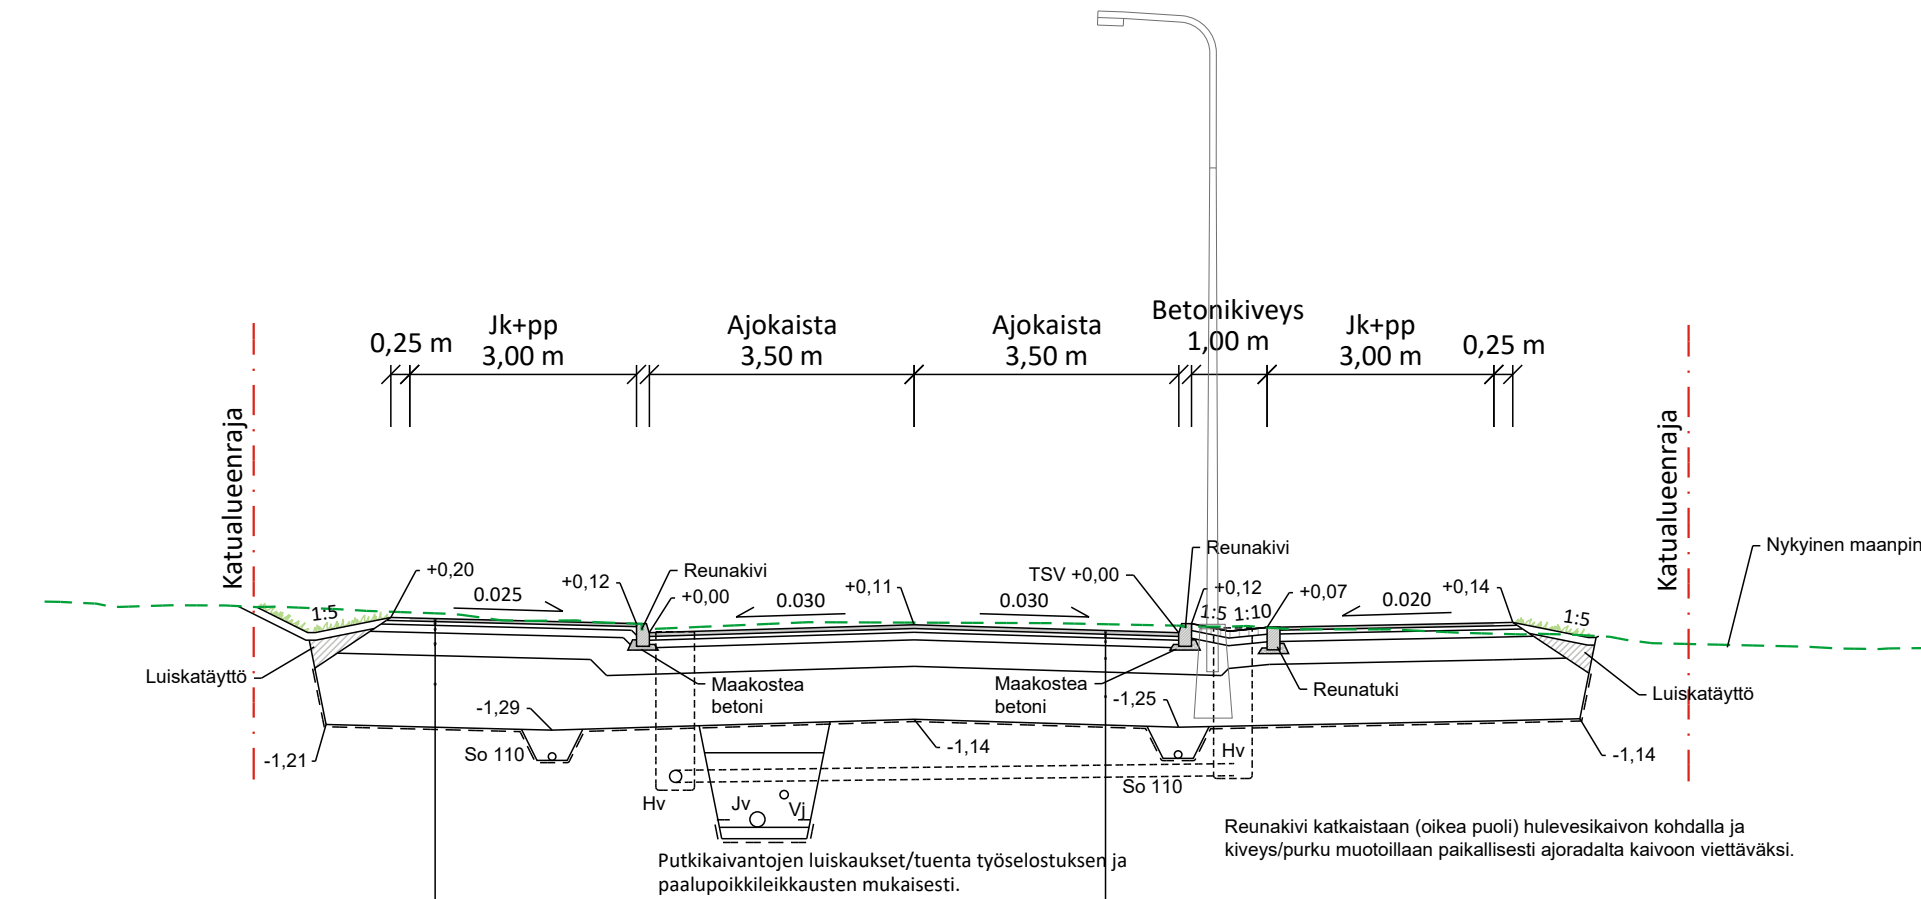 Betonikiveys
1,00 m
Jk+pp
3,00 m
Ajokaista
3,50 m
Ajokaista
3,50 m
Jk+pp
3,00 m
0,25 m
0,25 m
Katualueenraja
Katualueenraja
Nykyinen maanpin
Reunakivi
Reunakivi
+0,20
0.025
+0,12
+0,00
0.030
+0,11
0.030
TSV +0,00
+0,12
1:5
1:10
+0,07
0.020
+0,14
1:5
1:5
Luiskatäyttö
Maakostea
betoni
Maakostea
betoni
Reunatuki
Luiskatäyttö
-1,29
-1,25
-1,21
So 110
-1,14
Hv
-1,14
Hv
Jv
Vj
So 110
Reunakivi katkaistaan (oikea puoli) hulevesikaivon kohdalla ja
kiveys/purku muotoillaan paikallisesti ajoradalta kaivoon viettäväksi.
Putkikaivantojen luiskaukset/tuenta työselostuksen ja
paalupoikkileikkausten mukaisesti.